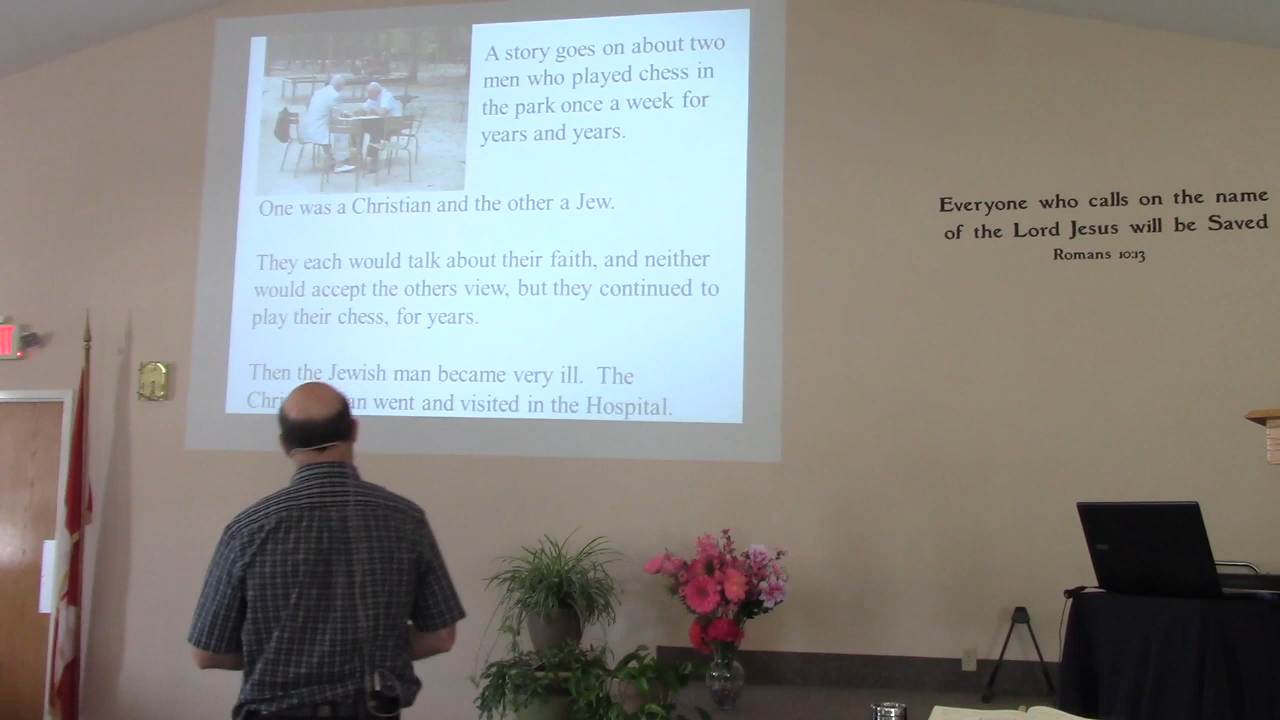 A story goes on about two
men who played chess in
the park once a week for
years and years.
One was a Christian and the other a Jew.
They each would talk about their faith, and neither
would accept the others view, but they continued to
play their chess, for years.
Then the Jewish man became very ill. The
went and visited in the Hospital.
Everyone who calls on the name
of the Lord Jesus will be Saved
Romans 10:13